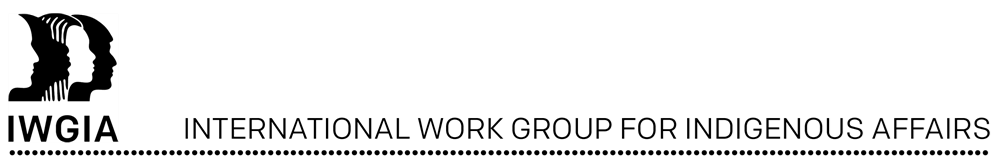 IWGIA INTERNATIONAL WORK GROUP FOR INDIGENOUS AFFAIRS